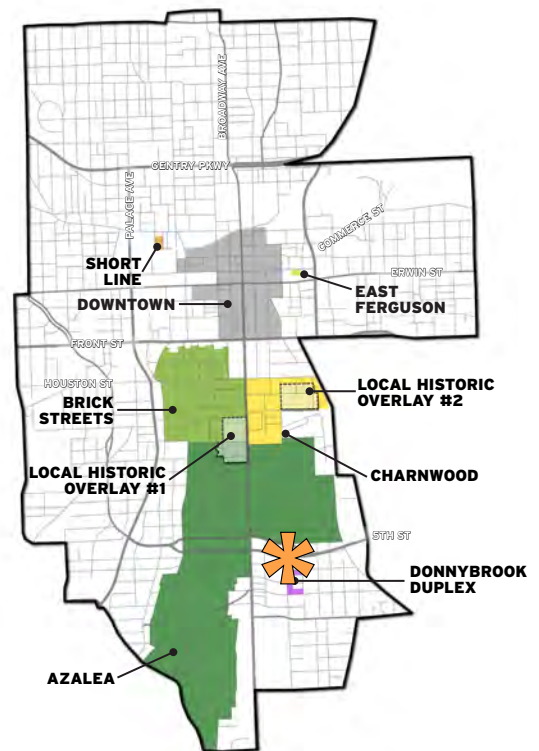 BROADWAY AVE
GENTRY PKWY
PALACE AVE
COMMERCE ST
SHORT
LINE
ERWIN ST
DOWNTOWN
EAST
FERGUSON
FRONT ST
HOUSTON ST
LOCAL HISTORIC
OVERLAY #2
BRICK
STREETS
LOCAL HISTORIC
OVERLAY #1
CHARNWOOD
5TH ST
DONNYBROOK
DUPLEX
AZALEA